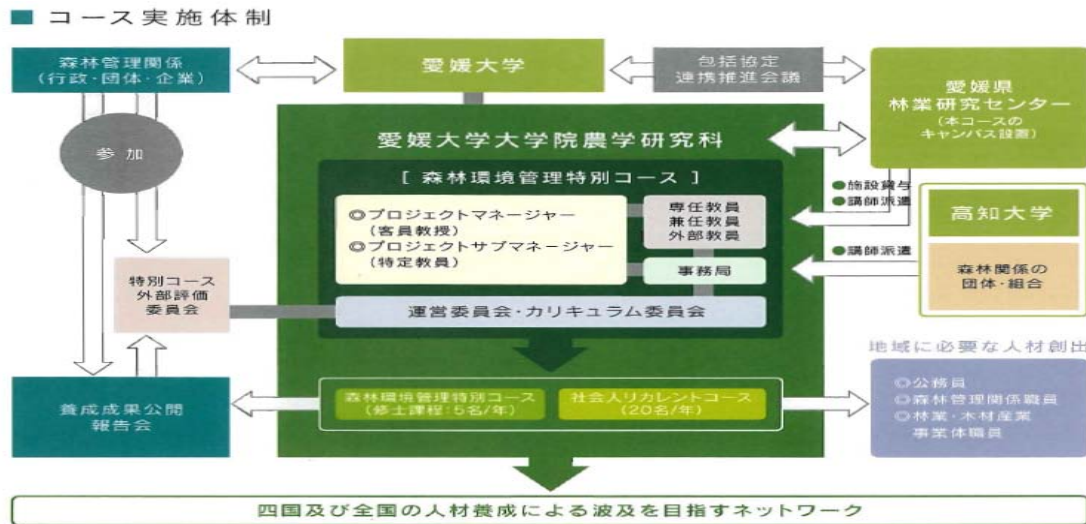 ■ コース実施体制
森林管理関係
(行政・団体・企業)
愛媛大学
包括協定
連携推進会議
愛媛県
林業研究センター
(本コースの
キャンパス設置)
参加
愛媛大学大学院農学研究科
[ 森林環境管理特別コース ]
◎プロジェクトマネージャー
(客員教授)
◎プロジェクトサブマネージャー
(特定教員)
専任教員
兼任教員
外部教員
事務局
運営委員会・カリキュラム委員会
●施設貸与
●講師派遣
●講師派遣
高知大学
森林関係の
団体・組合
特別コース
外部評価
委員会
養成成果公開
報告会
森林環境管理特別コース
(修士課程:5名/年)
社会人リカレントコース
(20名/年)
地域に必要な人材創出
◎公務員
◎森林管理関係職員
◎林業・木材産業
事業体職員
四国及び全国の人材養成による波及を目指すネットワーク